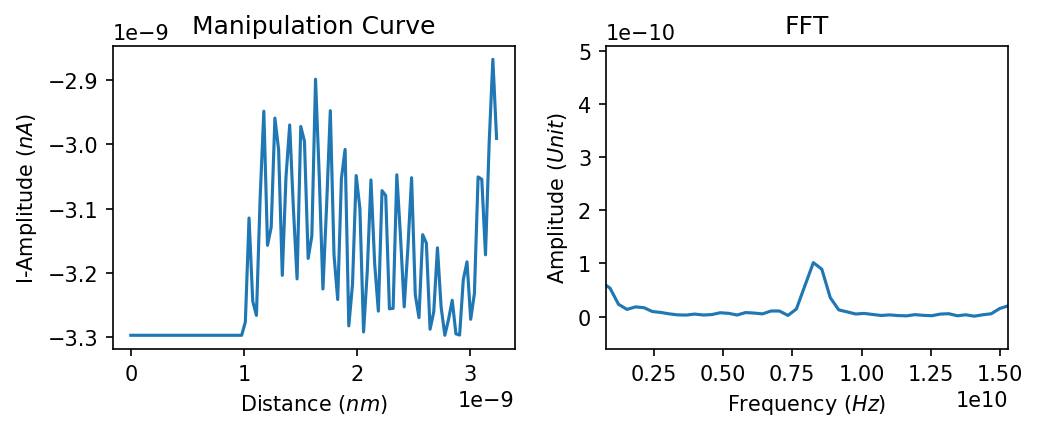 Manipulation Curve
1e−9
I-Amplitude (nA)
−2.9
−3.0
−3.1
−3.2
−3.3
0 1 2 3
Distance (nm)
1e−9
FFT
1e−10
Amplitude (Unit)
5
4
3
2
1
0
0.25 0.50 0.75 1.00 1.25 1.50
Frequency (Hz)
1e10